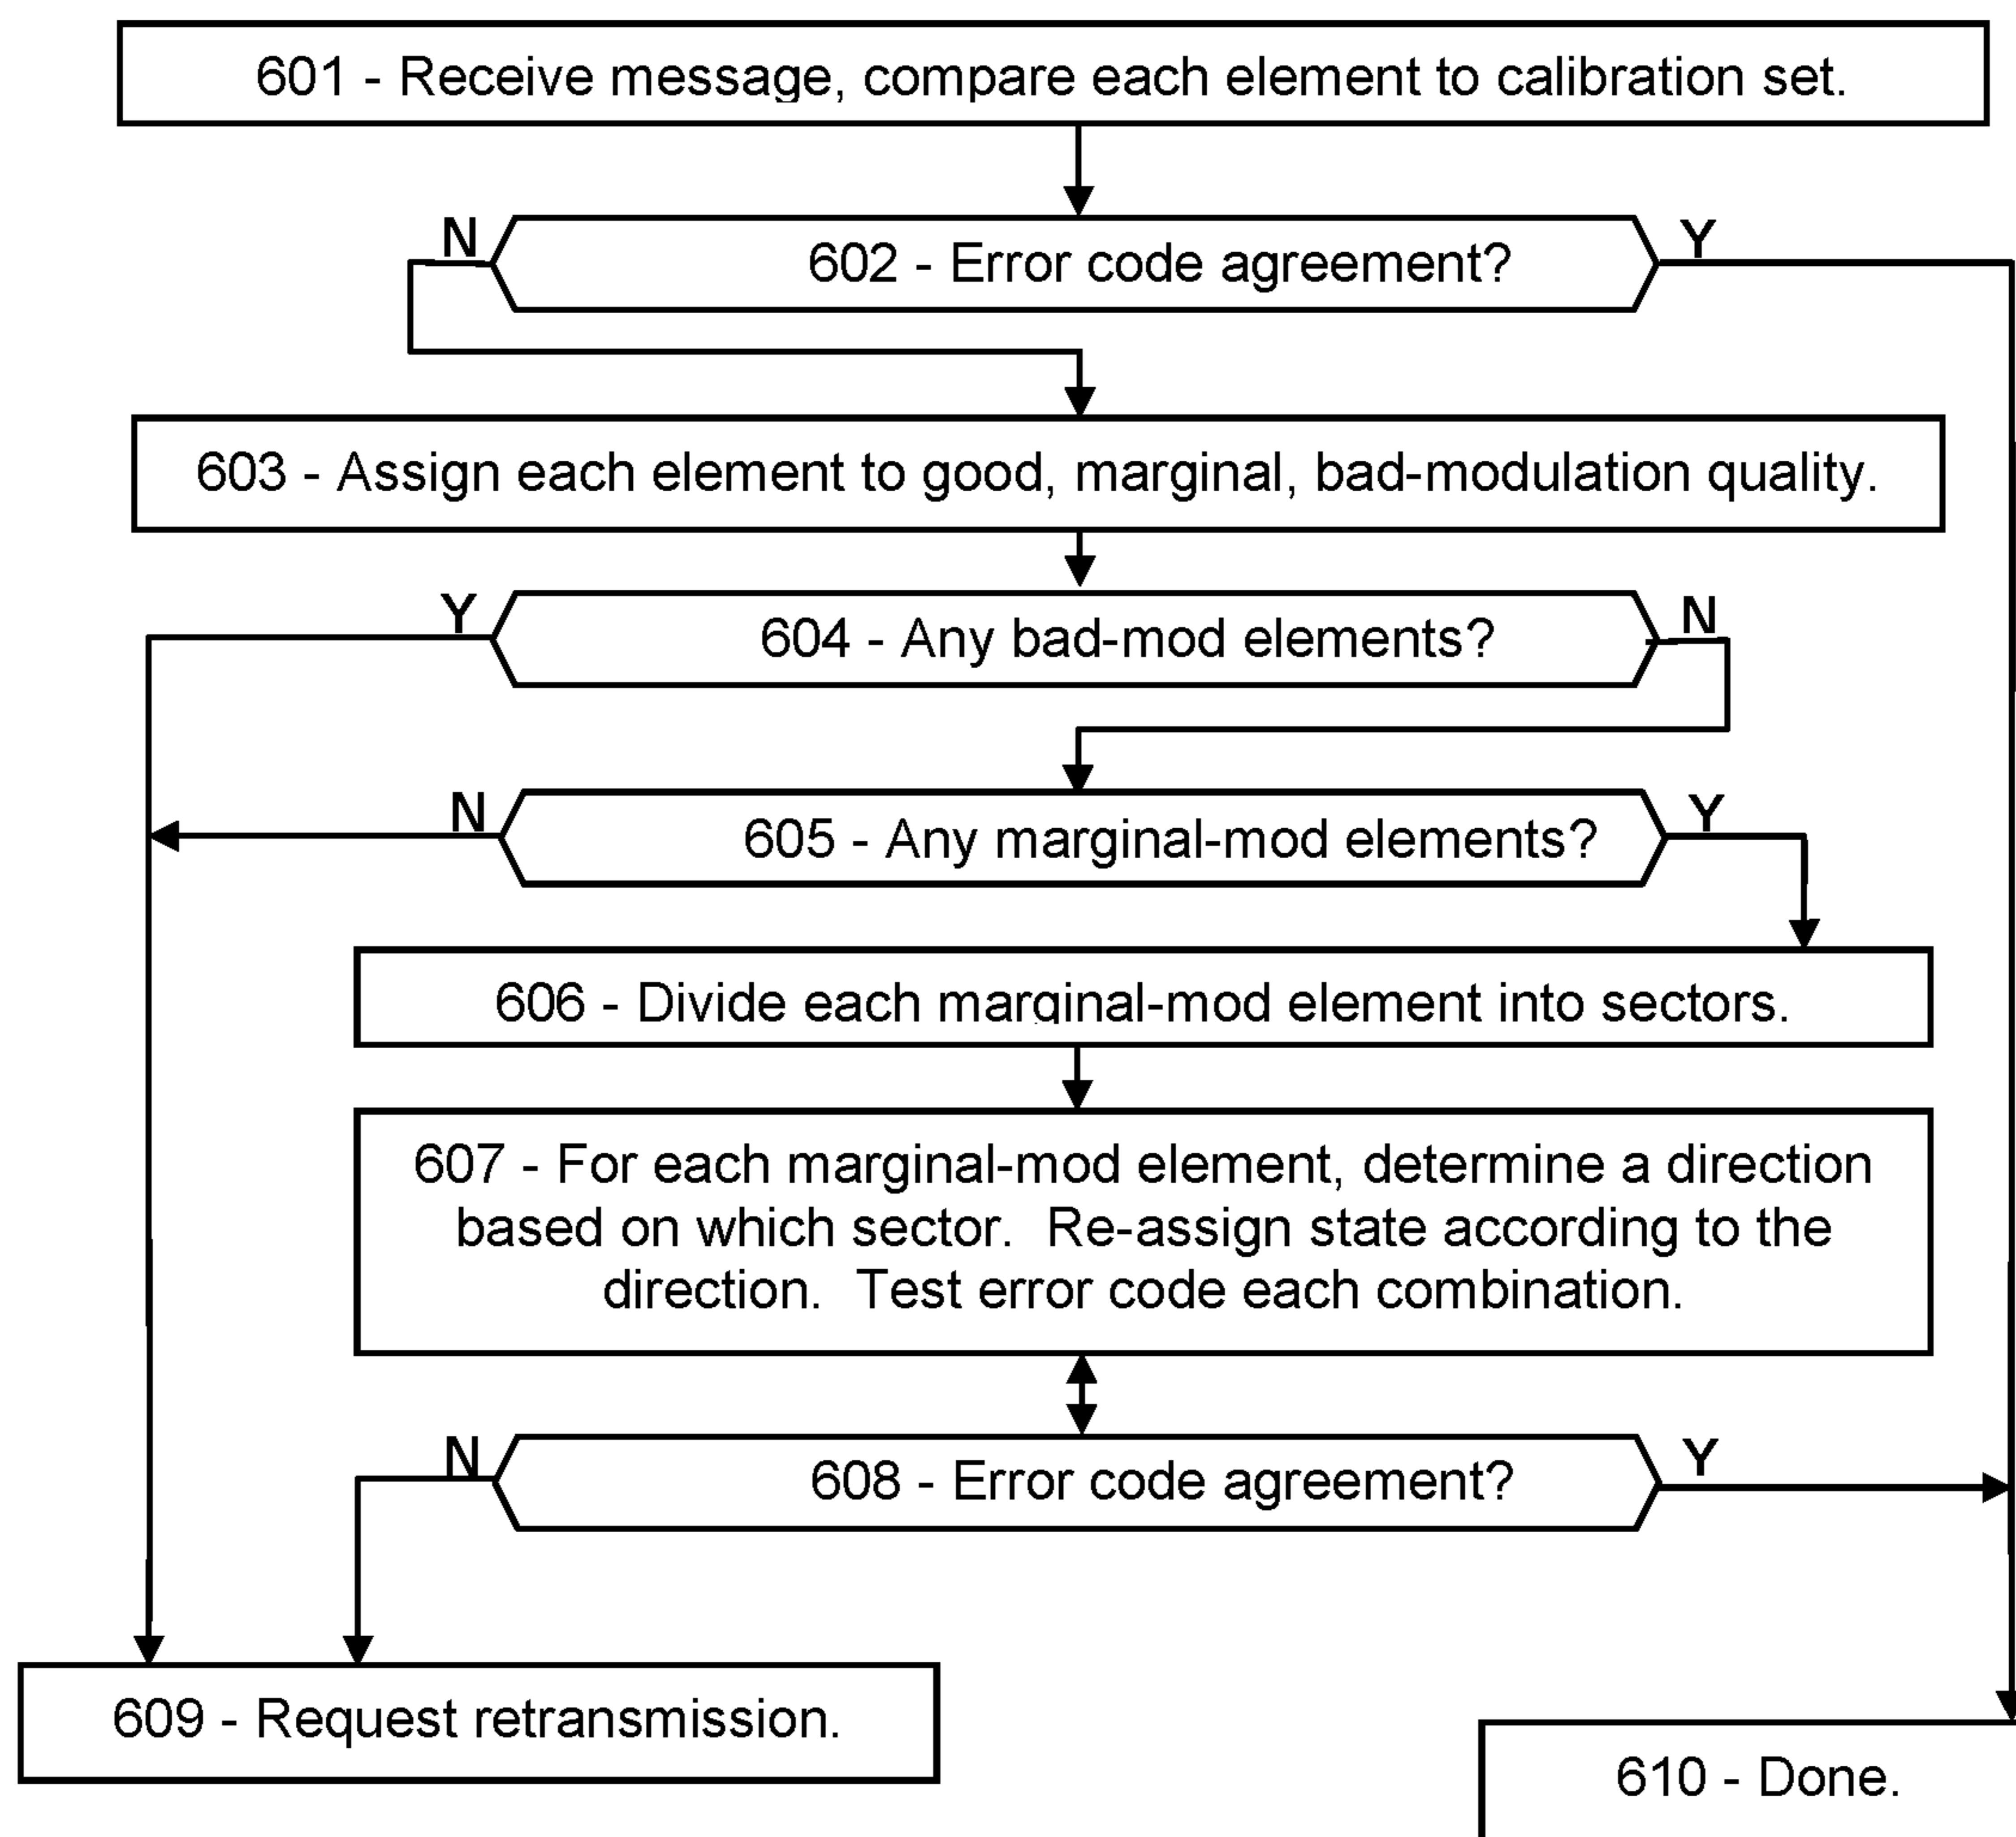 601 - Receive message, compare each element to calibration set.
N
602 - Error code agreement?
Y
603 - Assign each element to good, marginal, bad-modulation quality.
Y
604 - Any bad-mod elements?
N
N
605 - Any marginal-mod elements?
Y
606 - Divide each marginal-mod element into sectors.
607 - For each marginal-mod element, determine a direction
based on which sector.  Re-assign state according to the
direction.  Test error code each combination.
N
608 - Error code agreement?
Y
609 - Request retransmission.
610 - Done.